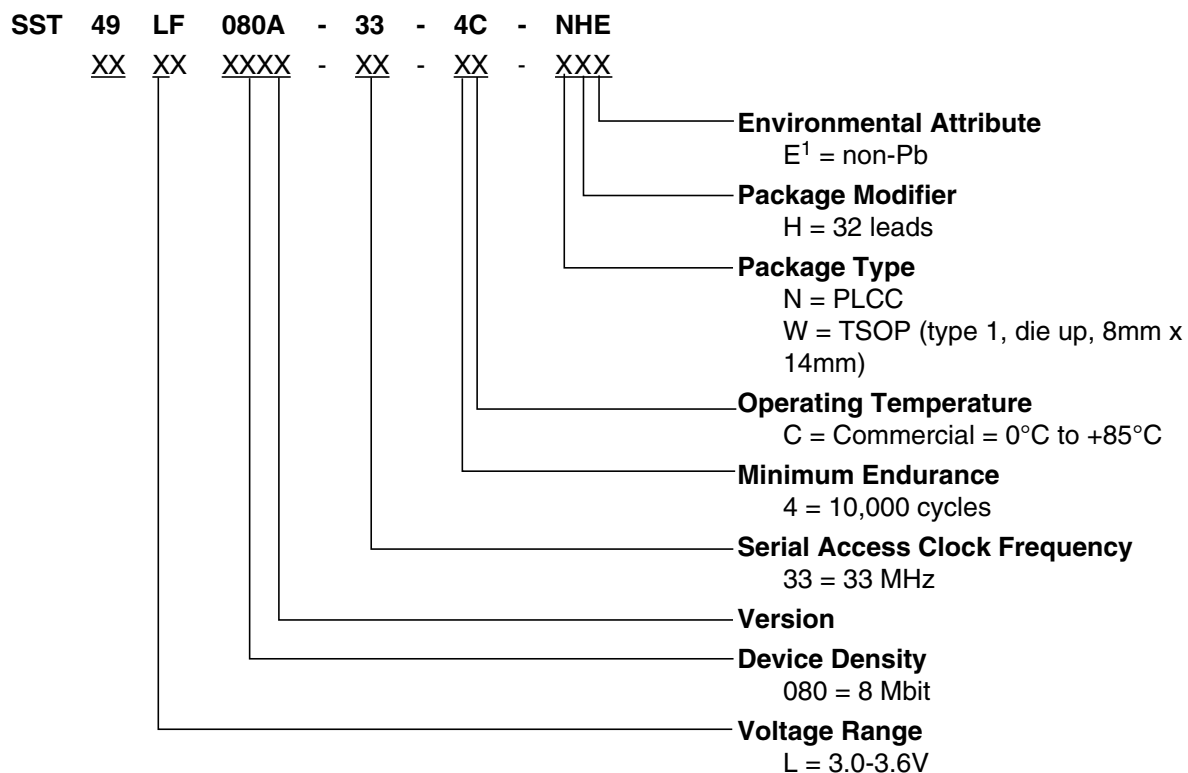 SST 49 LF 080A - 33 - 4C - NHE
XX XX XXXX - XX - XX - XXX
Environmental Attribute
E1 = non-Pb
Package Modifier
H = 32 leads
Package Type
N = PLCC
W = TSOP (type 1, die up, 8mm x
14mm)
Operating Temperature
C = Commercial = 0°C to +85°C
Minimum Endurance
4 = 10,000 cycles
Serial Access Clock Frequency
33 = 33 MHz
Version
Device Density
080 = 8 Mbit
Voltage Range
L = 3.0-3.6V